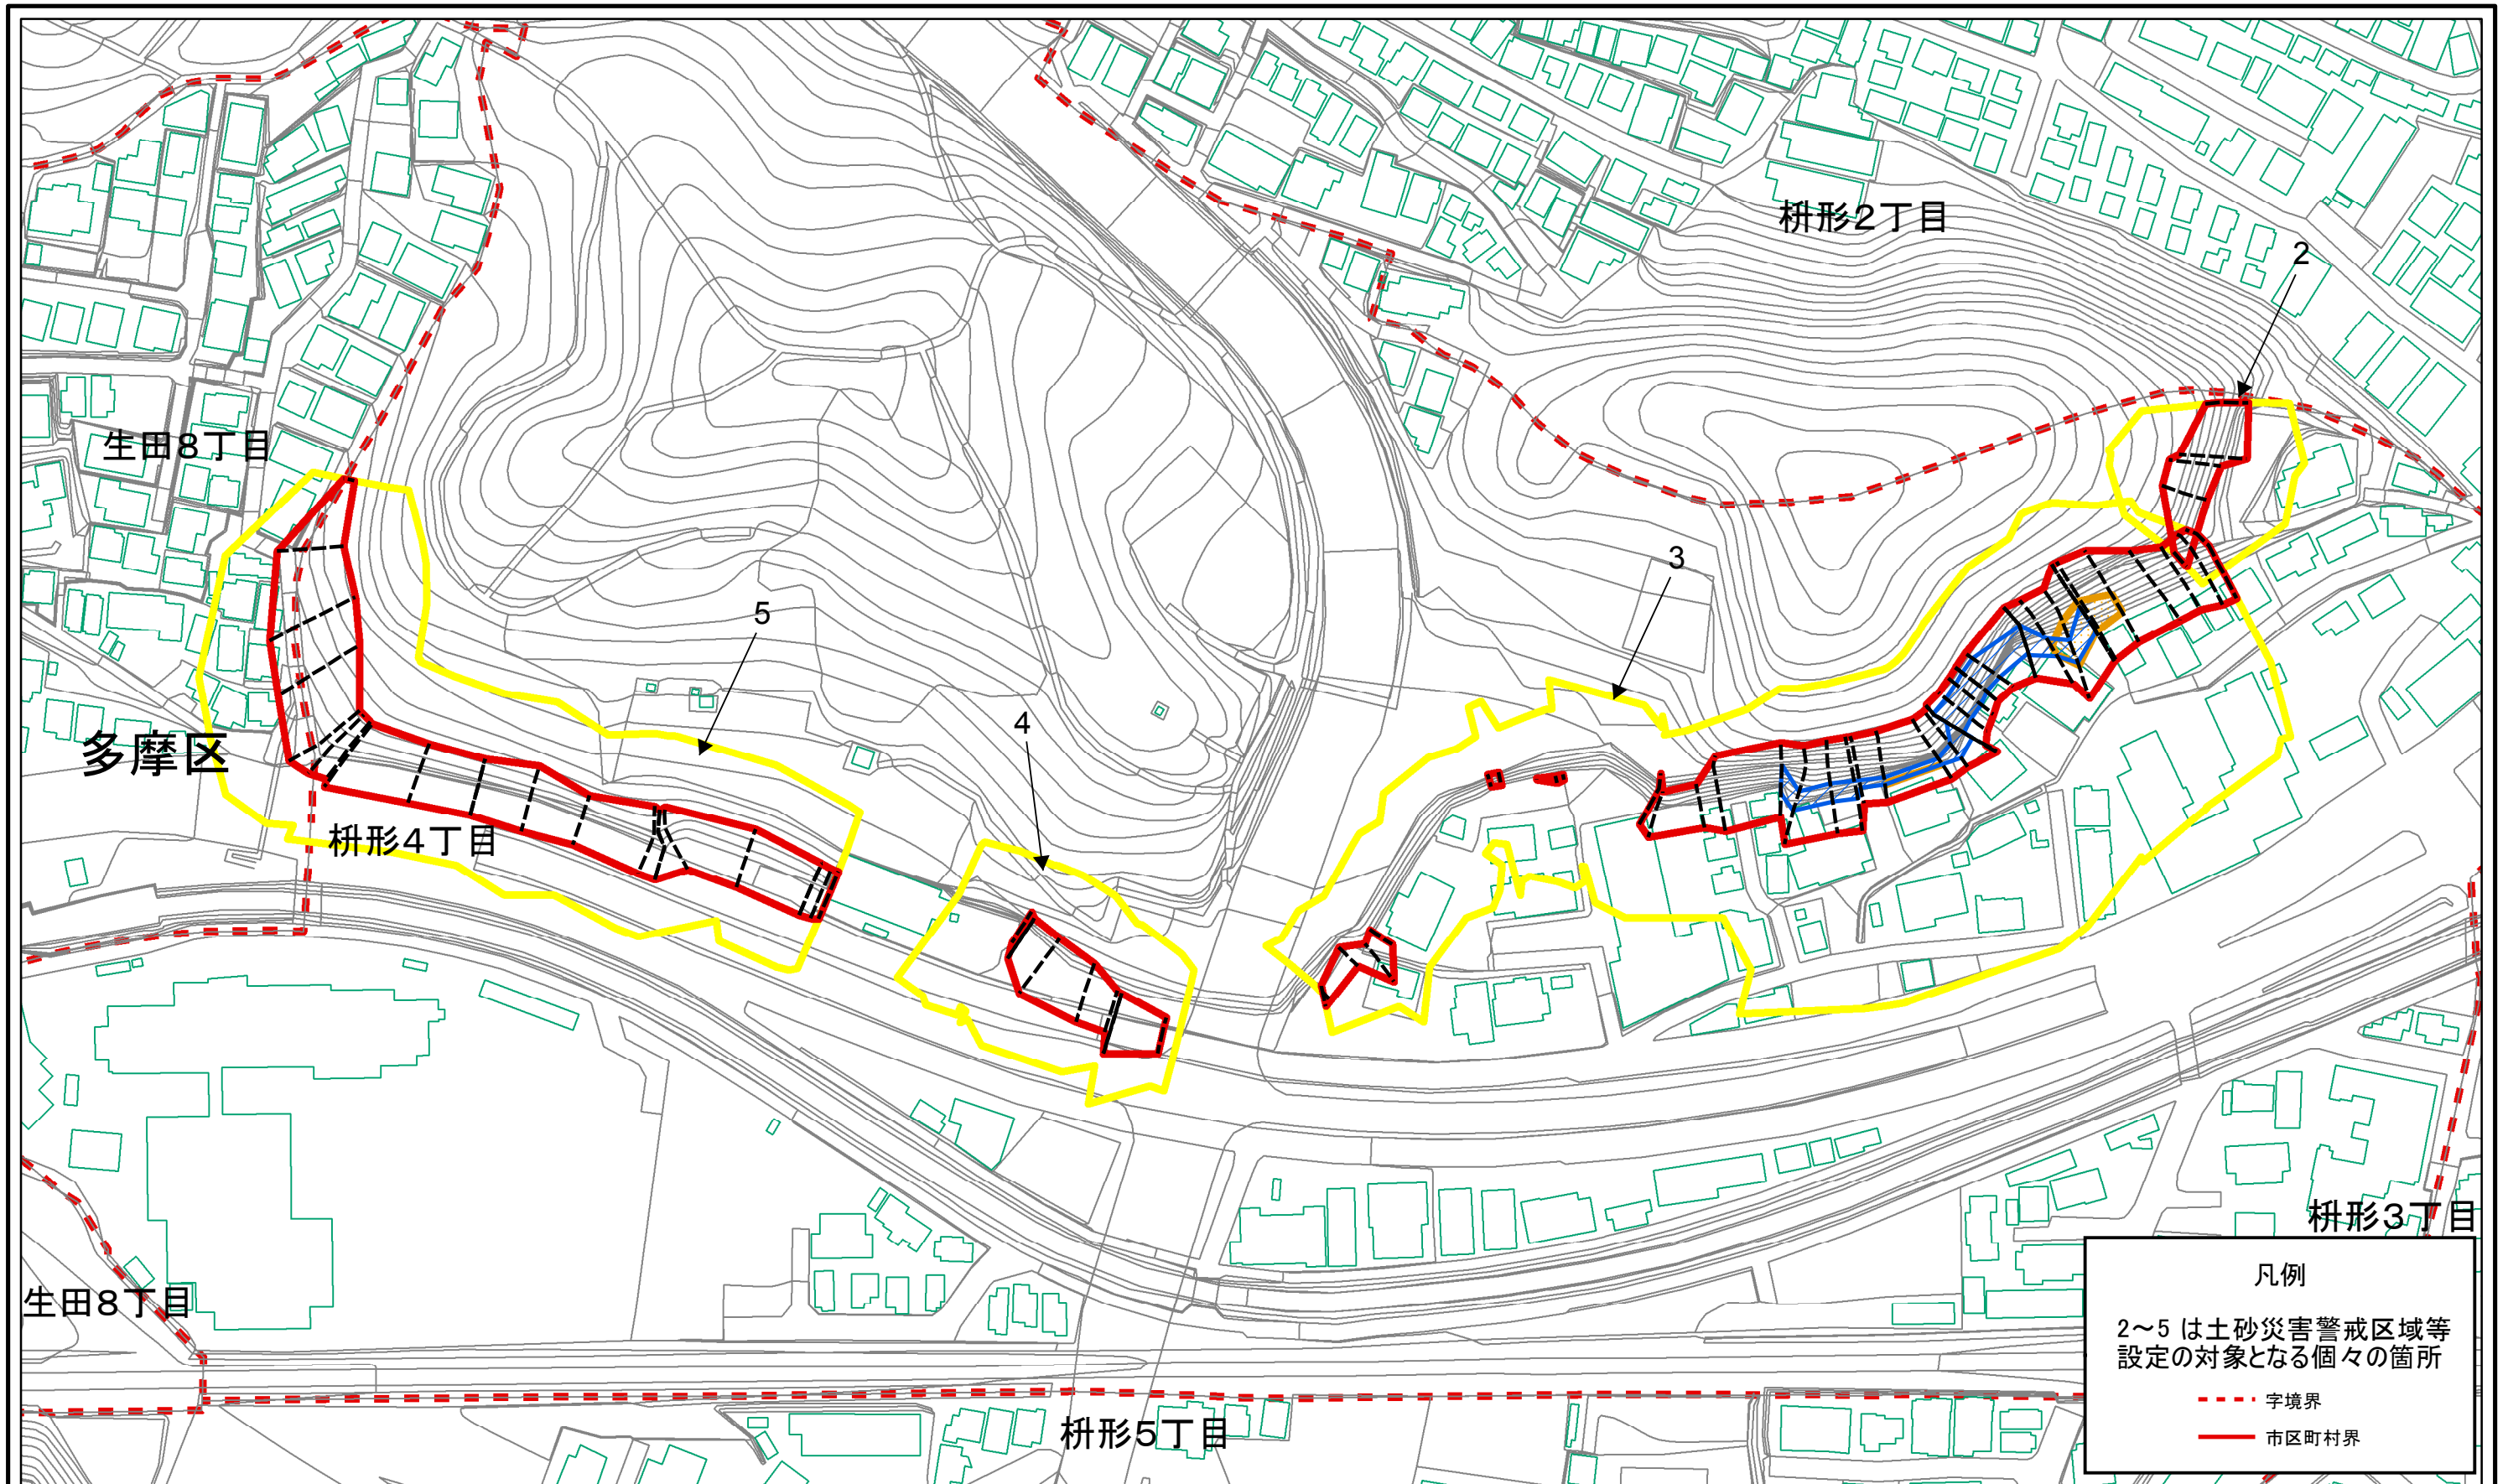 枡形2丁目
2
生田8丁目
3
5
4
多摩区
枡形4丁目
枡形3丁目
生田8丁目
枡形5丁目
凡例
2～5 は土砂災害警戒区域等
設定の対象となる個々の箇所
字境界
市区町村界